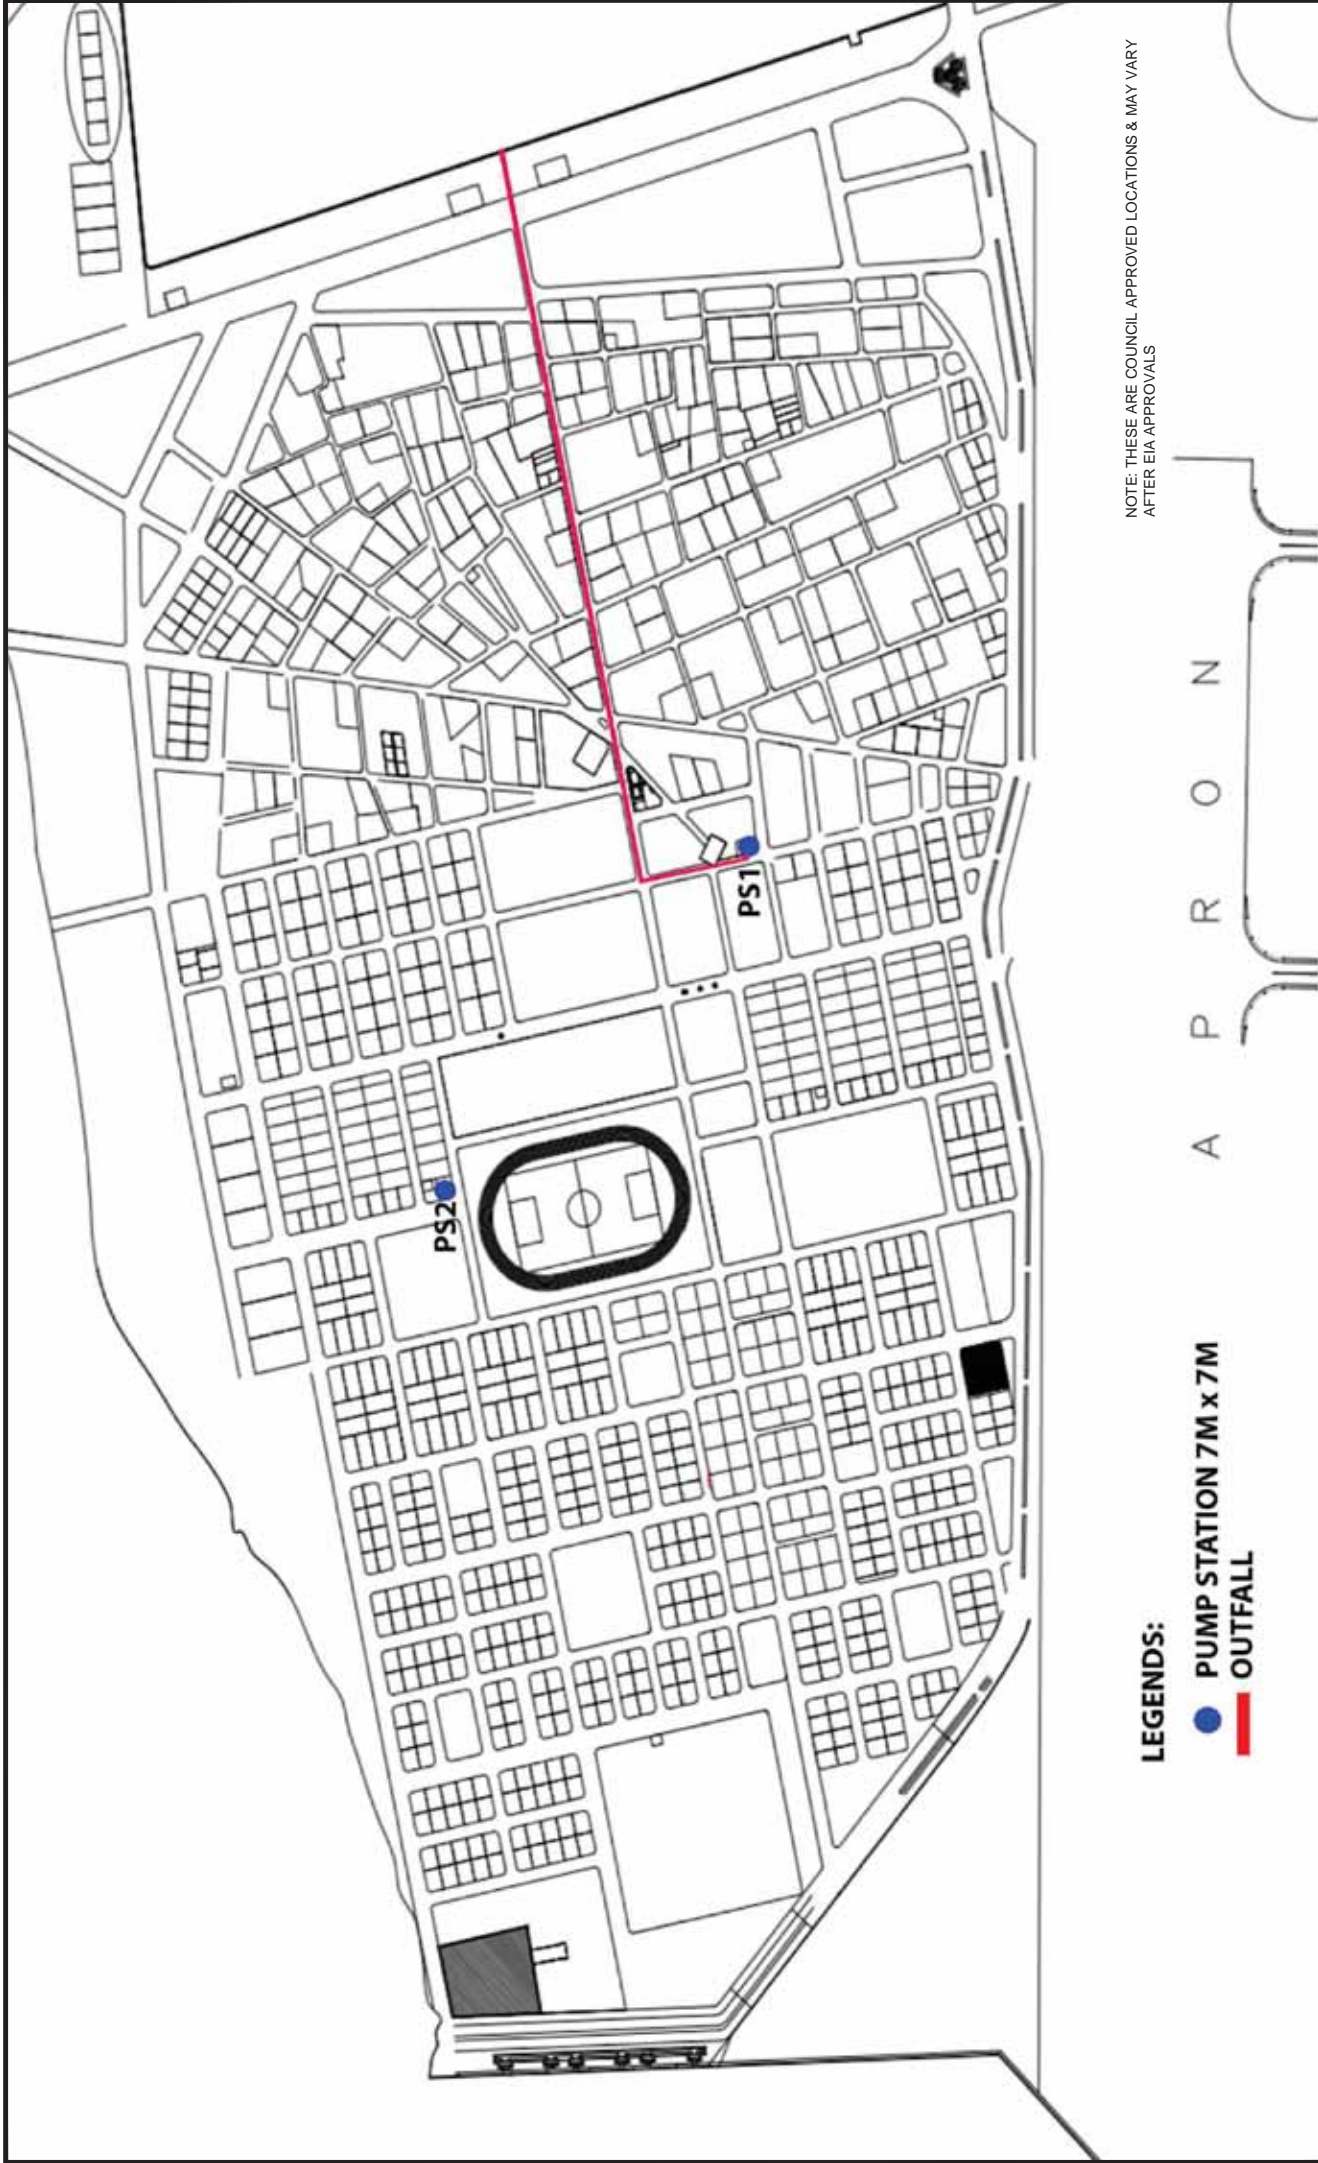 NOTE: THESE ARE COUNCIL APPROVED LOCATIONS & MAY VARY
AFTER EIA APPROVALS
PS1
PS2
A P R O N
LEGENDS:
PUMP STATION 7M x 7M
OUTFALL